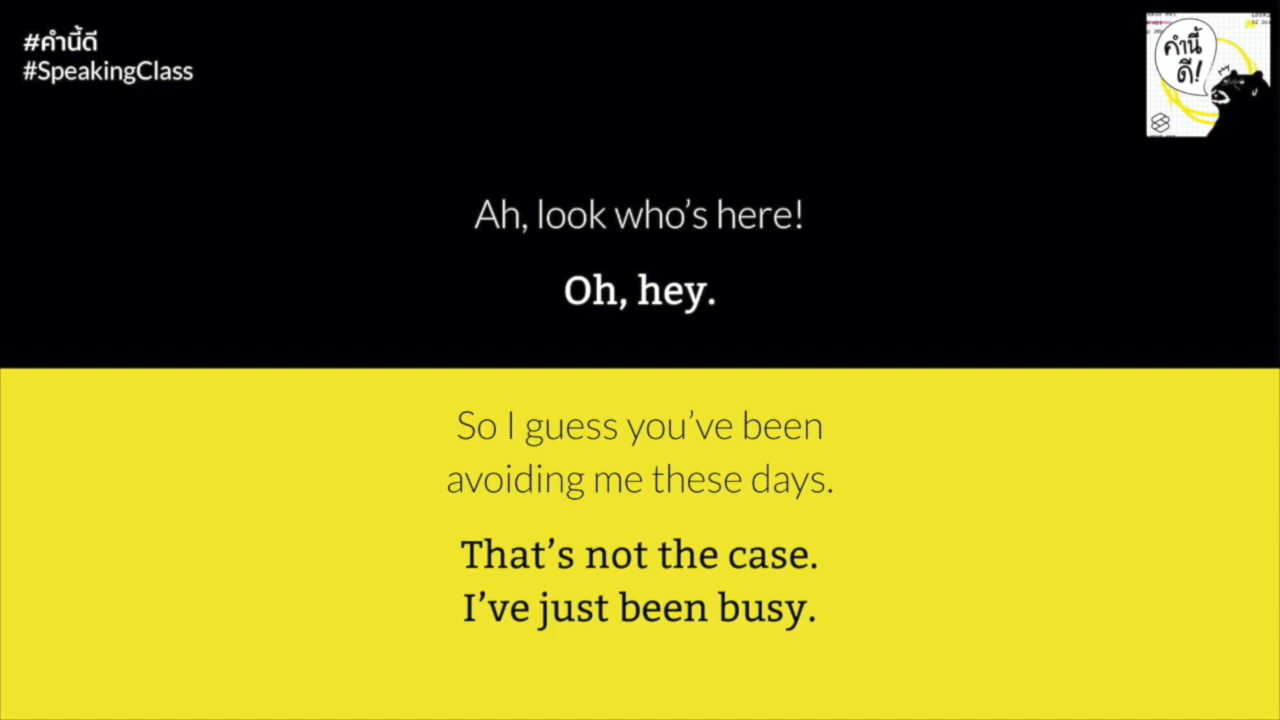 #คำนี้ดี
#SpeakingClass
คำนี้
ดี!
Ah, look who's here!
Oh, hey.
So I guess you've been
avoiding me these days.
That's not the case.
I've just been busy.